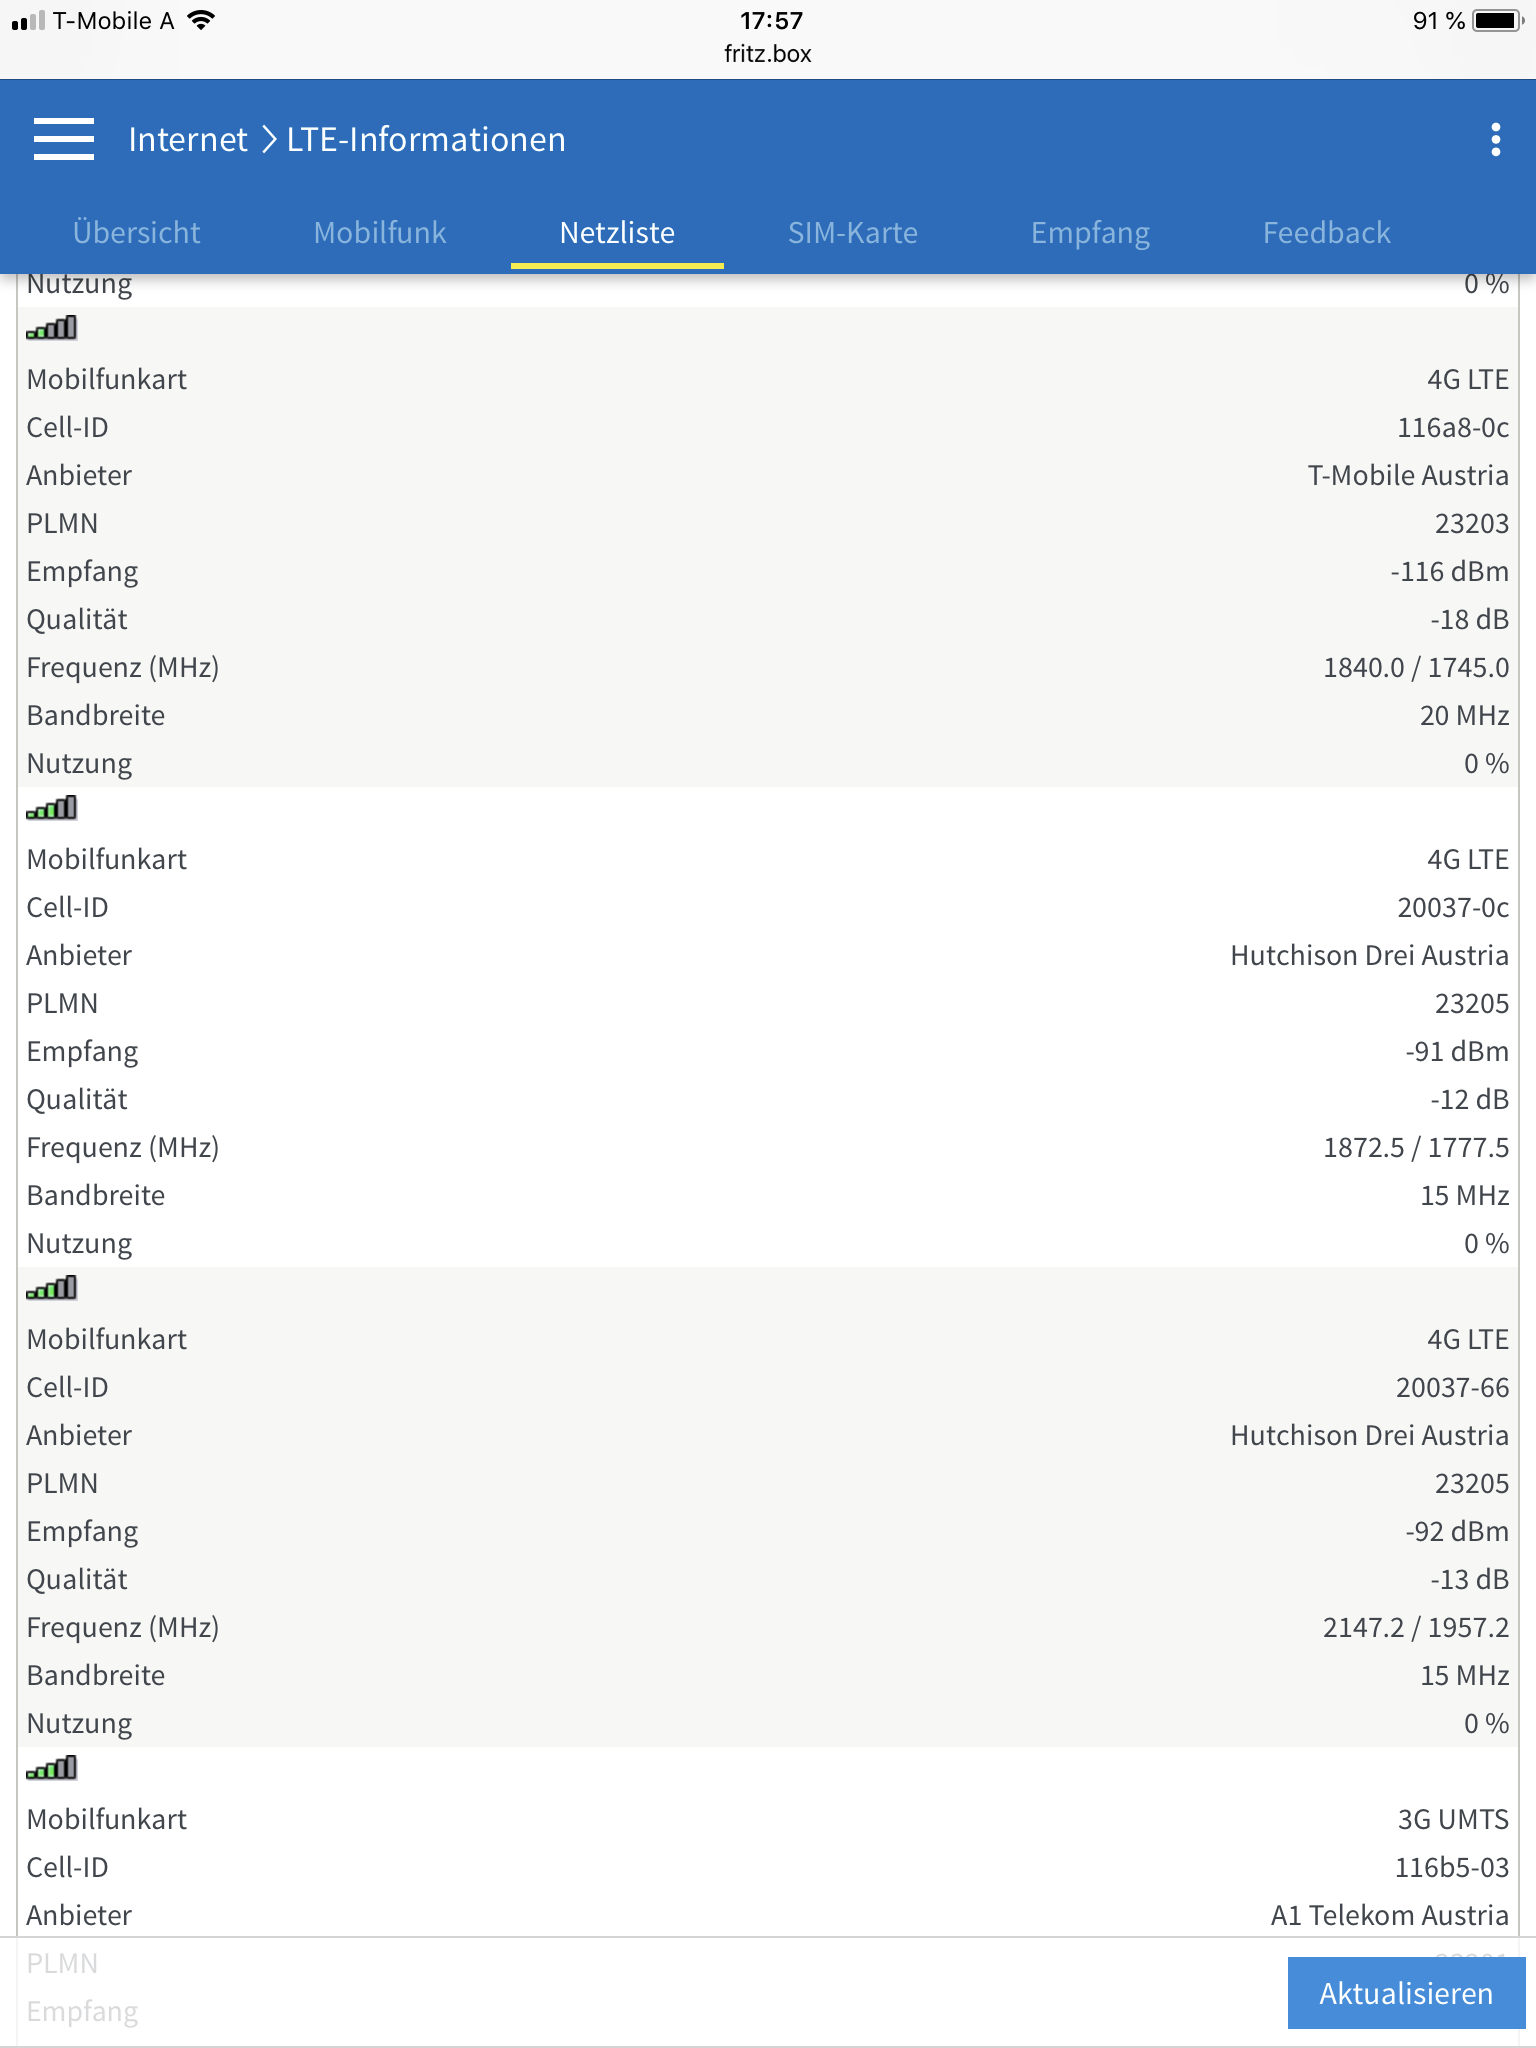 T-Mobile A 17:57 91 %
fritz.box
Internet > LTE-Informationen
Übersicht Mobilfunk Netzliste SIM-Karte Empfang Feedback
Nutzung 0 %
Mobilfunkart 4G LTE
Cell-ID 116a8-0c
Anbieter T-Mobile Austria
PLMN 23203
Empfang -116 dBm
Qualität -18 dB
Frequenz (MHz) 1840.0 / 1745.0
Bandbreite 20 MHz
Nutzung 0 %
Mobilfunkart 4G LTE
Cell-ID 20037-0c
Anbieter Hutchison Drei Austria
PLMN 23205
Empfang -91 dBm
Qualität -12 dB
Frequenz (MHz) 1872.5 / 1777.5
Bandbreite 15 MHz
Nutzung 0 %
Mobilfunkart 4G LTE
Cell-ID 20037-66
Anbieter Hutchison Drei Austria
PLMN 23205
Empfang -92 dBm
Qualität -13 dB
Frequenz (MHz) 2147.2 / 1957.2
Bandbreite 15 MHz
Nutzung 0 %
Mobilfunkart 3G UMTS
Cell-ID 116b5-03
Anbieter A1 Telekom Austria
PLMN
Aktualisieren
Empfang